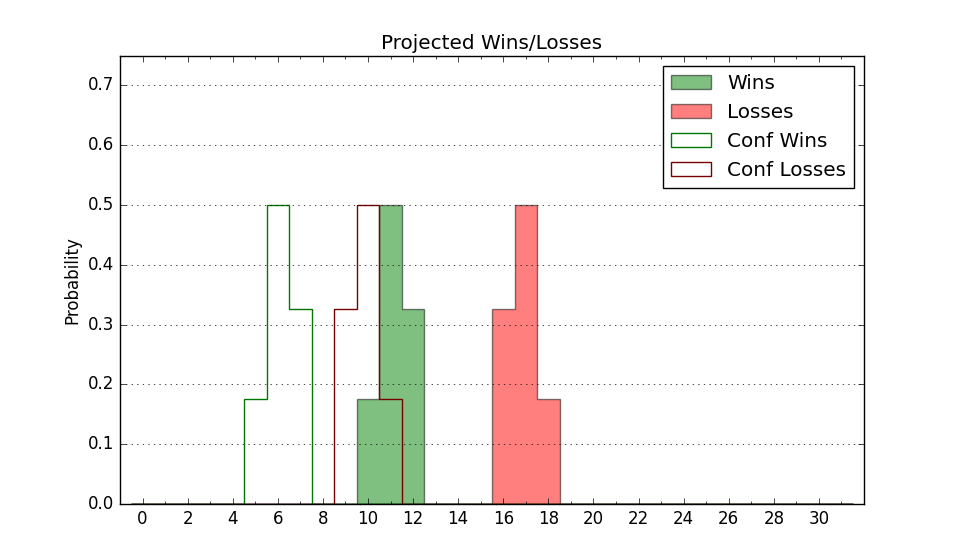 Projected Wins/Losses
Wins
Losses
Conf Wins
Conf Losses
Probability
0.7
0.6
0.5
0.4
0.3
0.2
0.1
0.0
0 2 4 6 8 10 12 14 16 18 20 22 24 26 28 30